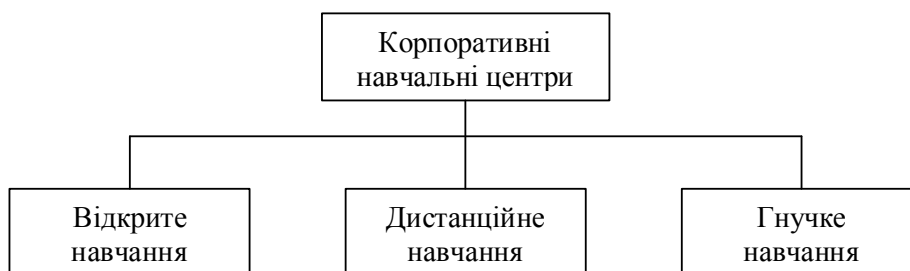 Корпоративні
навчальні центри
Відкрите
навчання
Дистанційне
навчання
Гнучке
навчання